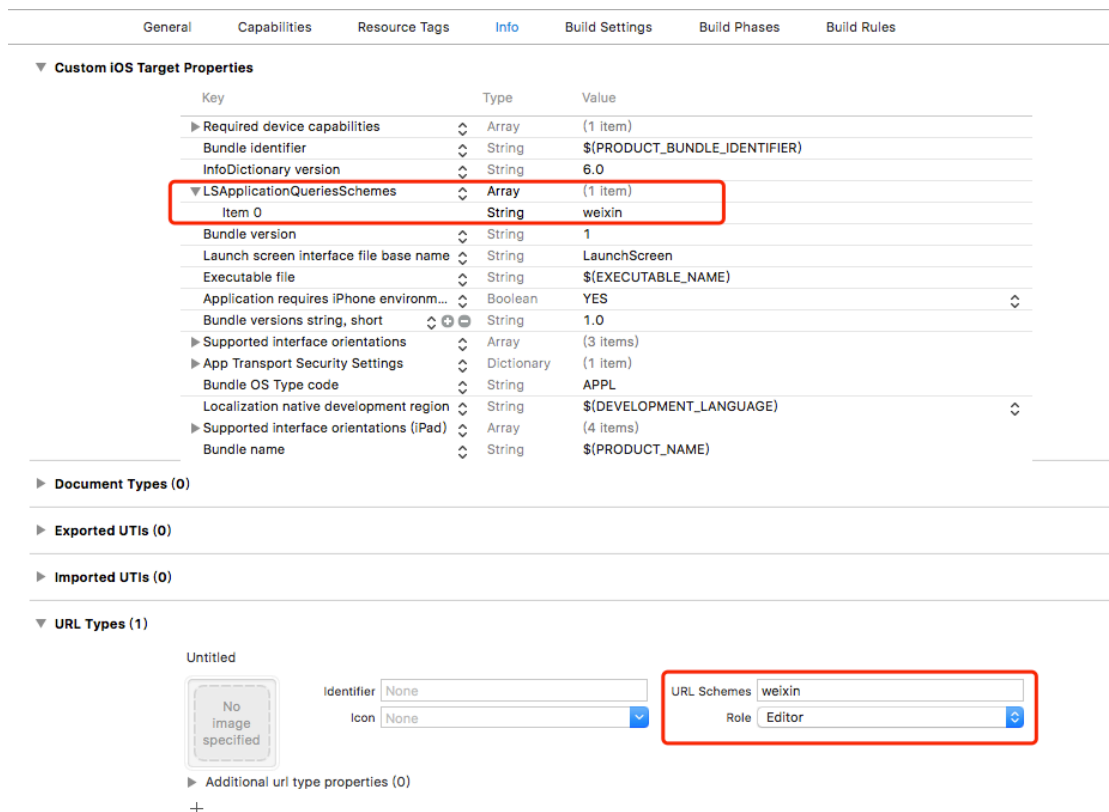 General Capabilities Resource Tags Info Build Settings Build Phases Build Rules
Custom iOS Target Properties
Key Type Value
Required device capabilities Array (1 item)
Bundle identifier String $(PRODUCT_BUNDLE_IDENTIFIER)
InfoDictionary version String 6.0
LSApplicationQueriesSchemes Array (1 item)
Item 0 String weixin
Bundle version String 1
Launch screen interface file base name String LaunchScreen
Executable file String $(EXECUTABLE_NAME)
Application requires iPhone environm... Boolean YES
Bundle versions string, short String 1.0
Supported interface orientations Array (3 items)
App Transport Security Settings Dictionary (1 item)
Bundle OS Type code String APPL
Localization native development region String $(DEVELOPMENT_LANGUAGE)
Supported interface orientations (iPad) Array (4 items)
Bundle name String $(PRODUCT_NAME)
Document Types (0)
Exported UTIs (0)
Imported UTIs (0)
URL Types (1)
Untitled
No image specified
Identifier None URL Schemes weixin
Icon None Role Editor
Additional url type properties (0)